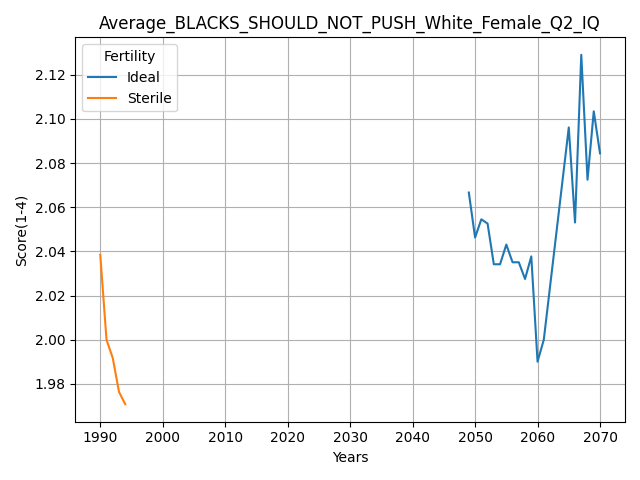 Average_BLACKS_SHOULD_NOT_PUSH_White_Female_Q2_IQ
Fertility
Ideal
Sterile
Score(1-4)
2.12
2.10
2.08
2.06
2.04
2.02
2.00
1.98
1990 2000 2010 2020 2030 2040 2050 2060 2070
Years